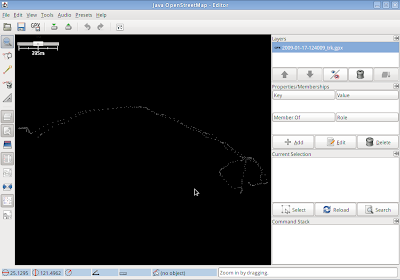 Java OpenStreetMap - Editor
File Edit View Tools Audio Presets Help
395m
Layers
2009-01-17-124009_trk.gpx
Properties/Memberships
Key Value
Member Of Role
Add Edit Delete
Current Selection
Select Reload Search
Command Stack
25.1295 121.4962 (no object) Zoom in by dragging.